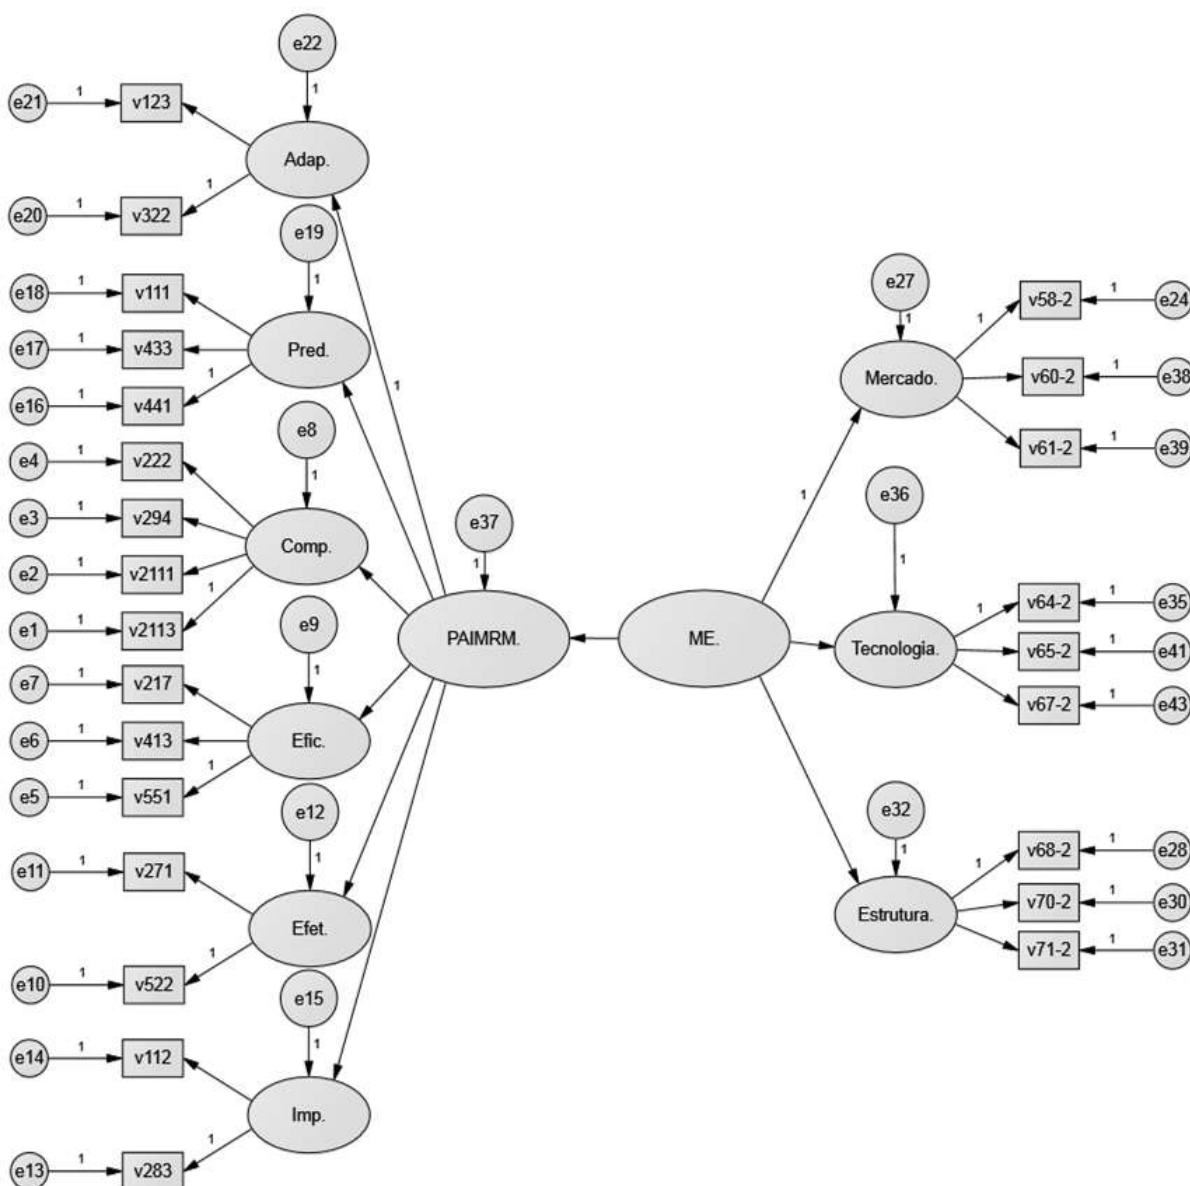 e22
1
e21 1 v123
Adap.
1
e20 1 v322
e19
1
e18 1 v111
e17 1 v433
Pred.
1
e16 1 v441
1
e8
1
e4 1 v222
e3 1 v294
Comp.
e2 1 v2111
1
e1 1 v2113
e9
1
e7 1 v217
e6 1 v413
Efic.
1
e5 1 v551
e12
1
e11 1 v271
Efet.
1
e10 1 v522
e15
1
e14 1 v112
Imp.
1
e13 1 v283
e37
1
PAIMRM.
ME.
1
e27
1
Mercado.
1
v58-2 1 e24
v60-2 1 e38
v61-2 1 e39
e36
1
Tecnologia.
1
v64-2 1 e35
v65-2 1 e41
v67-2 1 e43
e32
1
Estrutura.
1
v68-2 1 e28
v70-2 1 e30
v71-2 1 e31